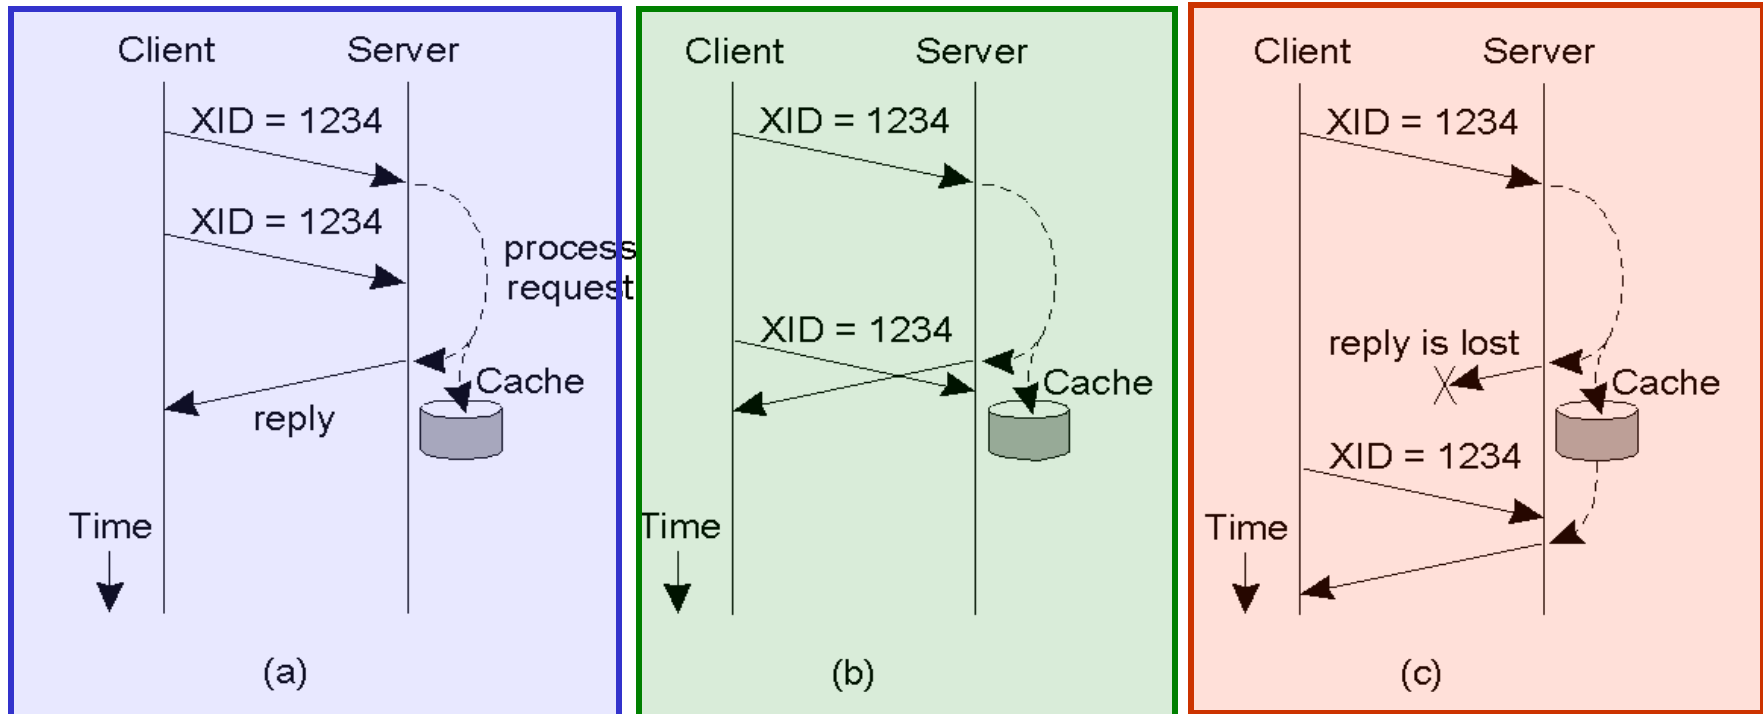 Client Server
XID = 1234
XID = 1234
process
request
Cache
reply
Time
(a)
Client Server
XID = 1234
XID = 1234
Cache
Time
(b)
Client Server
XID = 1234
reply is lost
Cache
XID = 1234
Time
(c)